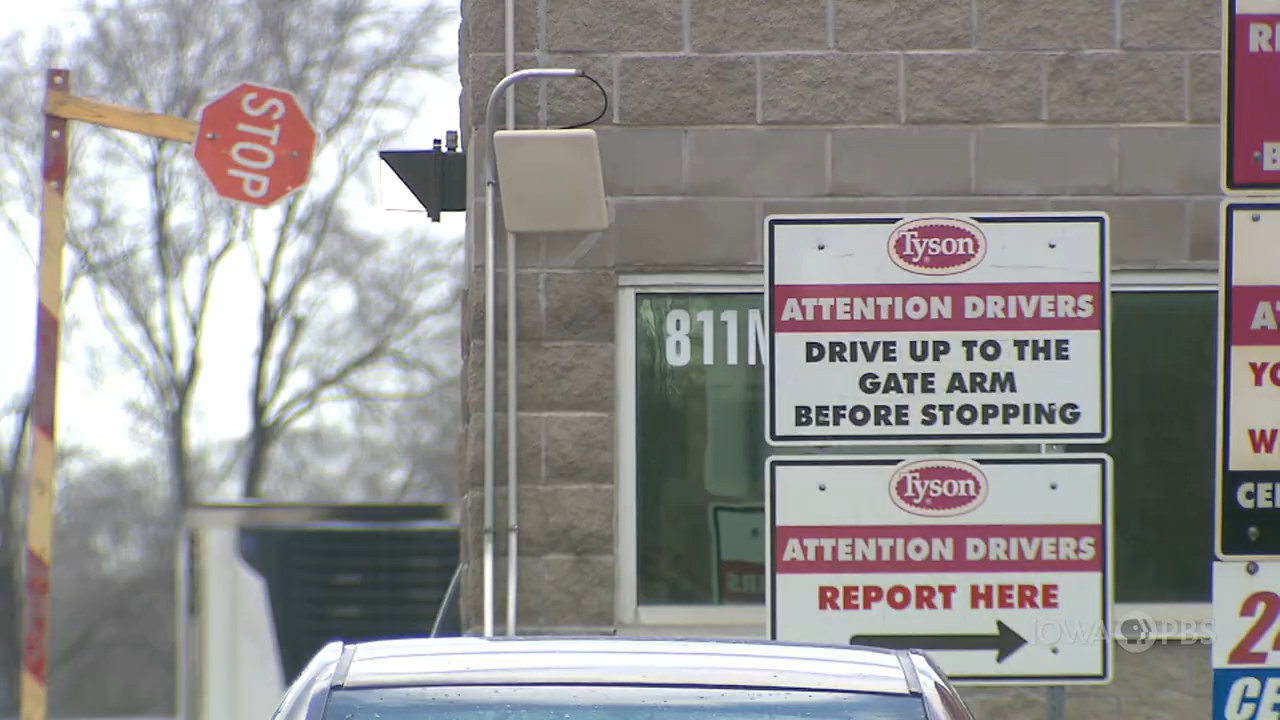 STOP
811N
Tyson
ATTENTION DRIVERS
DRIVE UP TO THE
GATE ARM
BEFORE STOPPING
Tyson
ATTENTION DRIVERS
REPORT HERE
IOWA PBS